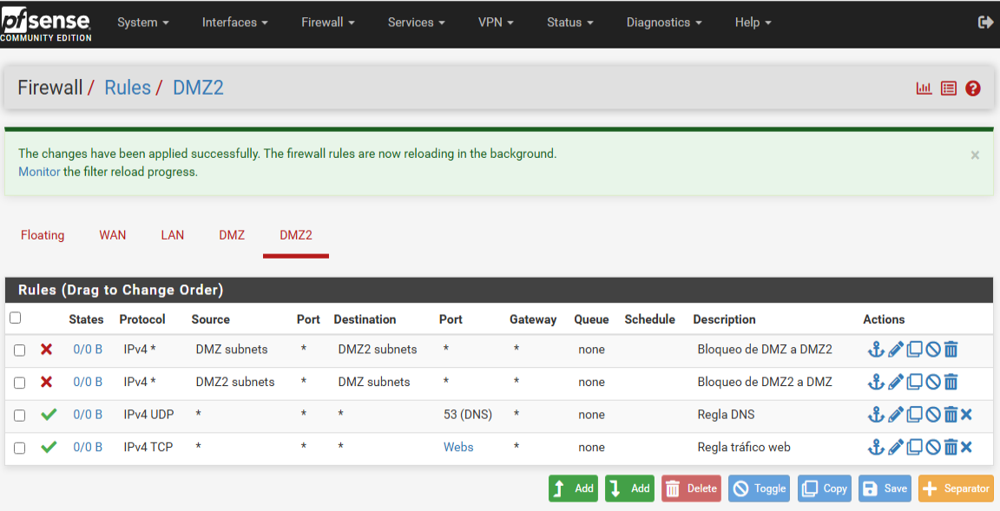 pfsense
COMMUNITY EDITION
System Interfaces Firewall Services VPN Status Diagnostics Help
Firewall / Rules / DMZ2
The changes have been applied successfully. The firewall rules are now reloading in the background.
Monitor the filter reload progress.
Floating WAN LAN DMZ DMZ2
Rules (Drag to Change Order)
States Protocol Source Port Destination Port Gateway Queue Schedule Description Actions
0/0 B IPv4 * DMZ subnets * DMZ2 subnets * * none Bloqueo de DMZ a DMZ2
0/0 B IPv4 * DMZ2 subnets * DMZ subnets * * none Bloqueo de DMZ2 a DMZ
0/0 B IPv4 UDP * * * 53 (DNS) * none Regla DNS
0/0 B IPv4 TCP * * * Webs * none Regla tráfico web
Add Add Delete Toggle Copy Save Separator